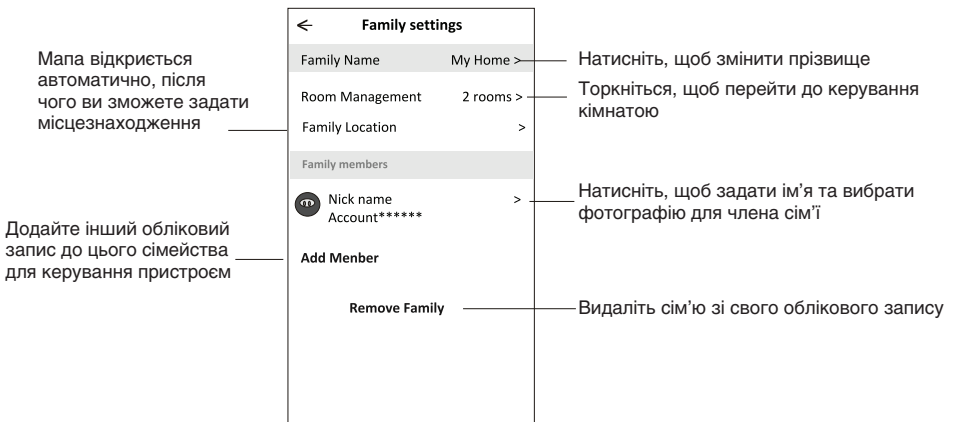 Family settings
Family Name My Home >
Room Management 2 rooms >
Family Location >
Family members
Nick name >
Account******
Add Menber
Remove Family
Мапа відкриється
автоматично, після
чого ви зможете задати
місцезнаходження
Додайте інший обліковий
запис до цього сімейства
для керування пристроєм
Натисніть, щоб змінити прізвище
Торкніться, щоб перейти до керування
кімнатою
Натисніть, щоб задати ім’я та вибрати
фотографію для члена сім’ї
Видаліть сім’ю зі свого облікового запису